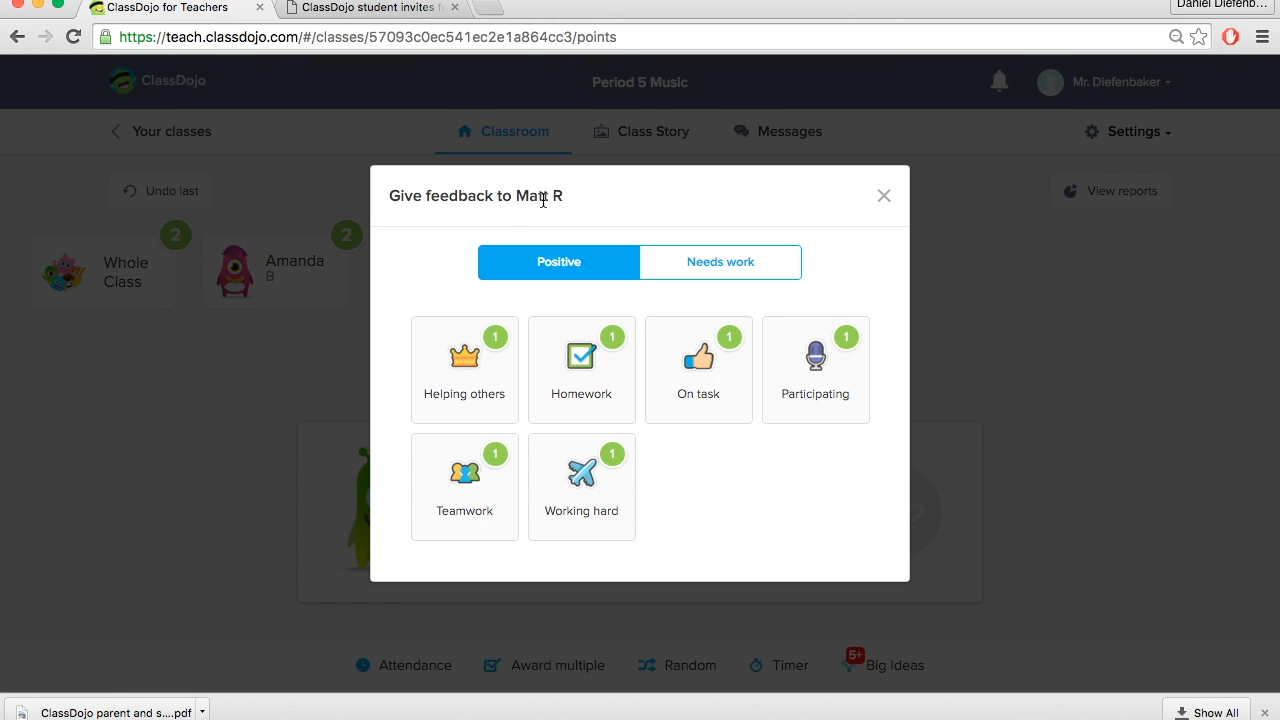 ClassDojo for Teachers
ClassDojo student invites f
Daniel Diefenb...
https://teach.classdojo.com/#/classes/57093c0ec541ec2e1a864cc3/points
ClassDojo
Period 5 Music
Mr. Diefenbaker
Your classes
Classroom
Class Story
Messages
Settings
Undo last
View reports
2
Whole
Class
2
Amanda
B
Give feedback to Matt R
Positive
Needs work
1
Helping others
1
Homework
1
On task
1
Participating
1
Teamwork
1
Working hard
?
Attendance
Award multiple
Random
Timer
5+
Big Ideas
ClassDojo parent and s....pdf
Show All